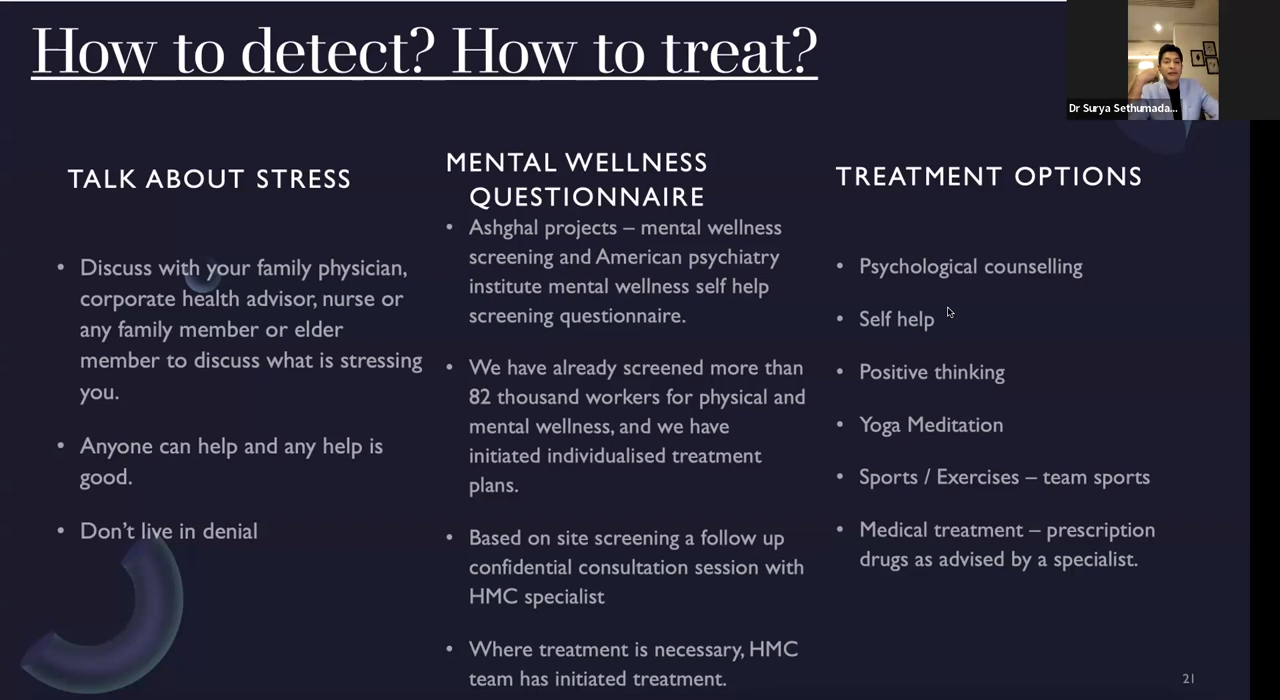 How to detect? How to treat?
Dr Surya Sethumada...
TALK ABOUT STRESS
• Discuss with your family physician,
corporate health advisor, nurse or
any family member or elder
member to discuss what is stressing
you.
• Anyone can help and any help is
good.
• Don’t live in denial
MENTAL WELLNESS
QUESTIONNAIRE
• Ashghal projects – mental wellness
screening and American psychiatry
institute mental wellness self help
screening questionnaire.
• We have already screened more than
82 thousand workers for physical and
mental wellness, and we have
initiated individualised treatment
plans.
• Based on site screening a follow up
confidential consultation session with
HMC specialist
• Where treatment is necessary, HMC
team has initiated treatment.
TREATMENT OPTIONS
• Psychological counselling
• Self help
• Positive thinking
• Yoga Meditation
• Sports / Exercises – team sports
• Medical treatment – prescription
drugs as advised by a specialist.
21